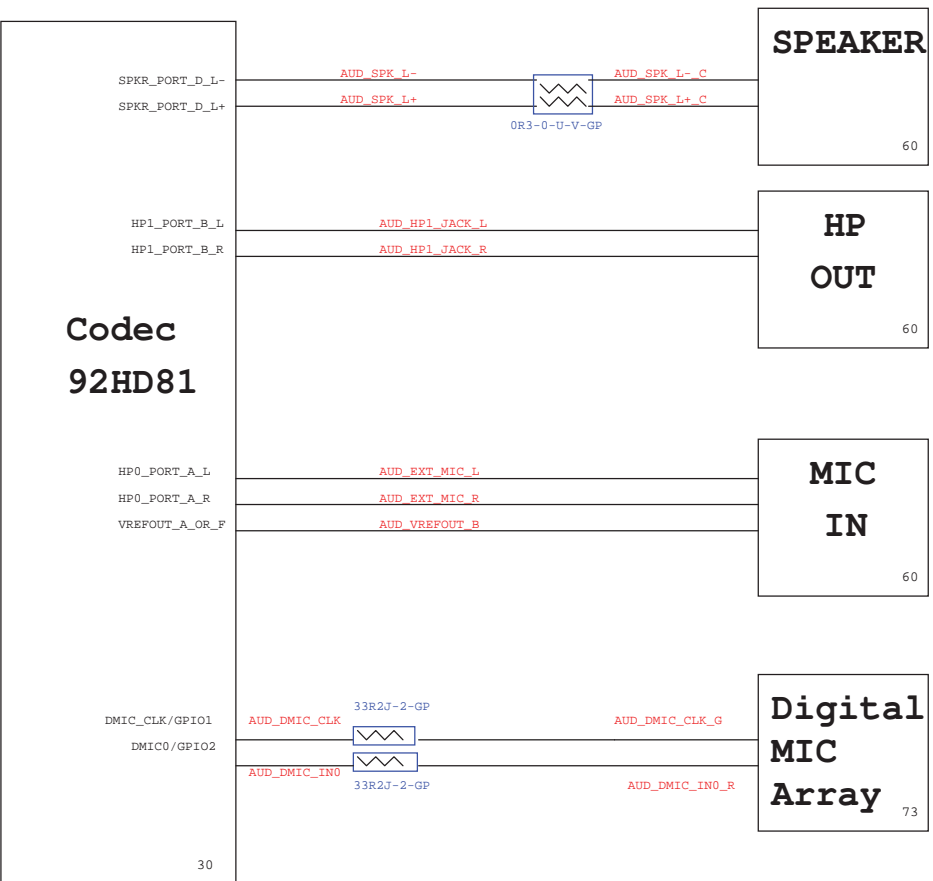 SPEAKER
AUD_SPK_L-
AUD_SPK_L-_C
SPKR_PORT_D_L-
AUD_SPK_L+
AUD_SPK_L+_C
SPKR_PORT_D_L+
0R3-0-U-V-GP
60
HP1_PORT_B_L
AUD_HP1_JACK_L
HP
HP1_PORT_B_R
AUD_HP1_JACK_R
OUT
60
Codec
92HD81
HP0_PORT_A_L
AUD_EXT_MIC_L
MIC
HP0_PORT_A_R
AUD_EXT_MIC_R
VREFOUT_A_OR_F
AUD_VREFOUT_B
IN
60
33R2J-2-GP
DMIC_CLK/GPIO1
AUD_DMIC_CLK
AUD_DMIC_CLK_G
Digital
DMIC0/GPIO2
MIC
AUD_DMIC_IN0
33R2J-2-GP
AUD_DMIC_IN0_R
Array
73
30